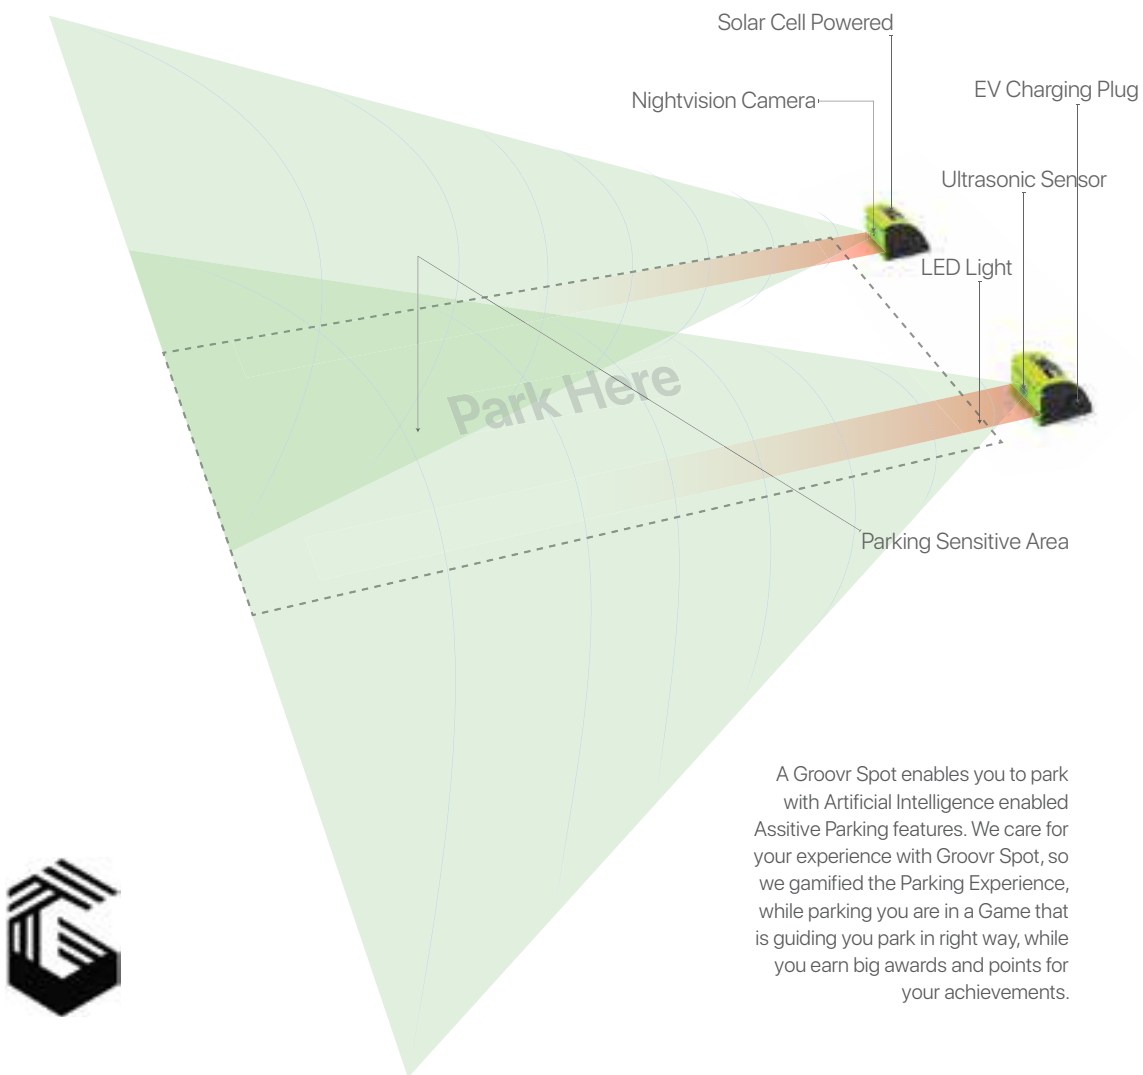 Solar Cell Powered
EV Charging Plug
Nightvision Camera
Ultrasonic Sensor
LED Light
Park Here
Parking Sensitive Area
A Groovr Spot enables you to park
with Artificial Intelligence enabled
Assitive Parking features. We care for
your experience with Groovr Spot, so
we gamified the Parking Experience,
while parking you are in a Game that
is guiding you park in right way, while
you earn big awards and points for
your achievements.